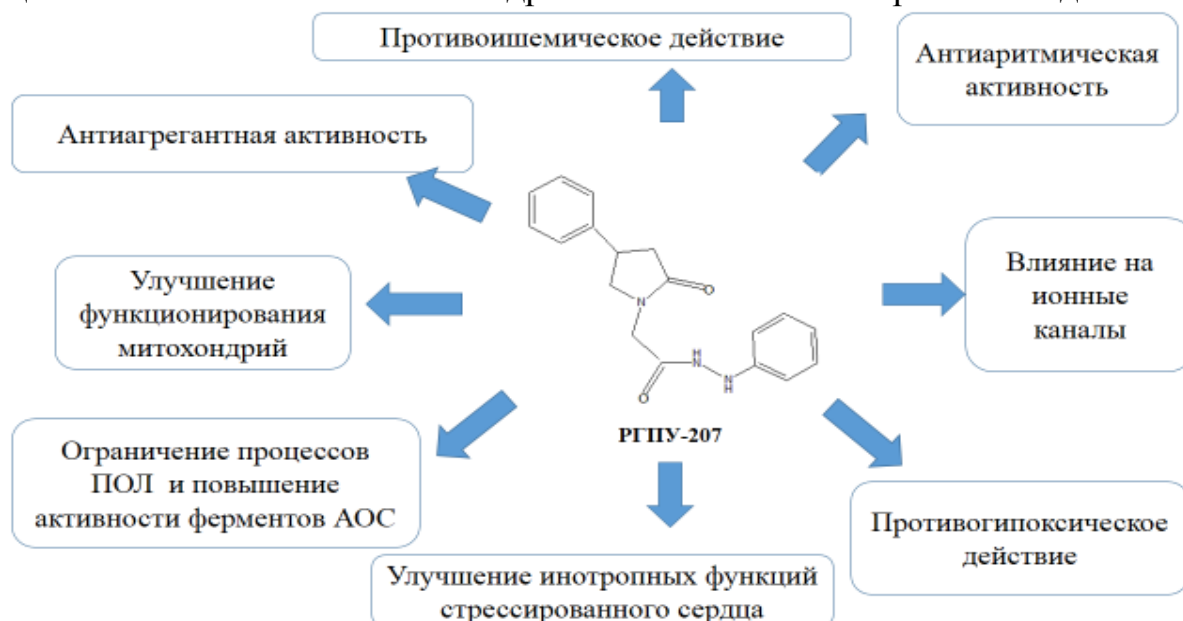 Противоишемическое действие
Антиаритмическая
активность
Антиагрегантная активность
Улучшение
функционирования
митохондрий
Влияние на
ионные
каналы
O
N
H
N
N
H
O
РГПУ-207
Ограничение процессов
ПОЛ и повышение
активности ферментов АОС
Противогипоксическое
действие
Улучшение инотропных функций
стрессированного сердца